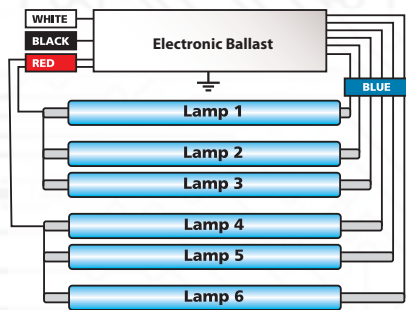 WHITE
BLACK
RED
Electronic Ballast
BLUE
Lamp 1
Lamp 2
Lamp 3
Lamp 4
Lamp 5
Lamp 6